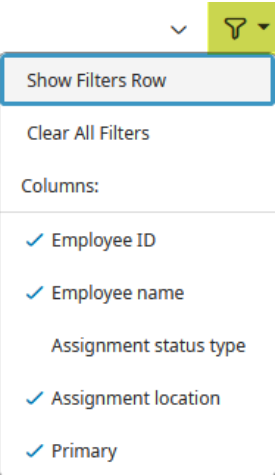 Show Filters Row
Clear All Filters
Columns:
Employee ID
Employee name
Assignment status type
Assignment location
Primary